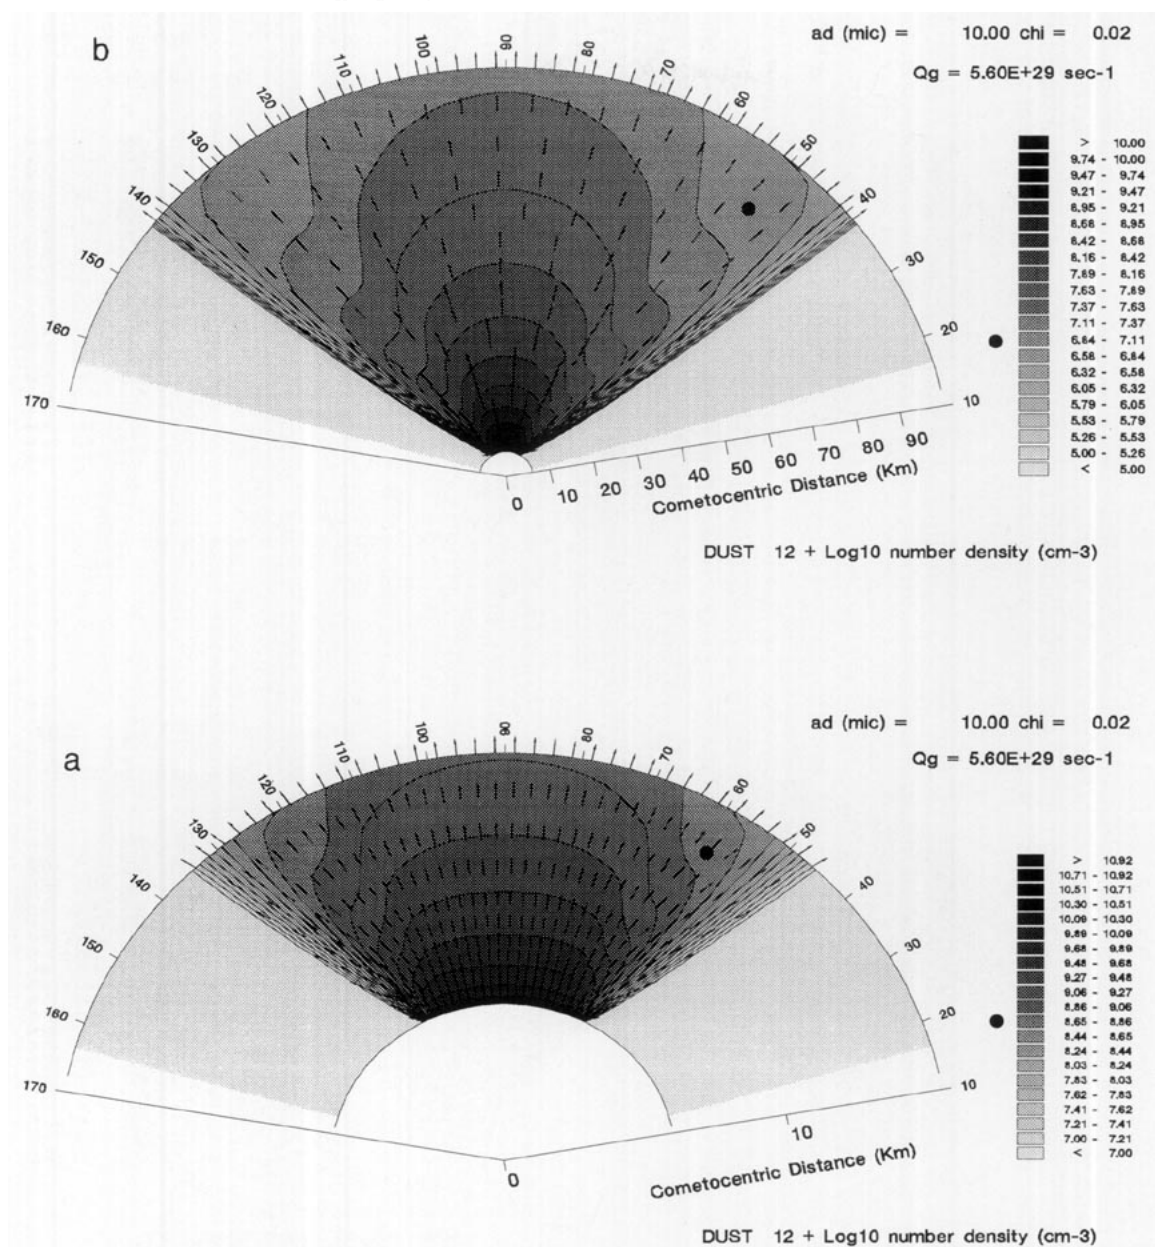 b
ad (mic) = 10.00 chi = 0.02
Qg = 5.60E+29 sec-1
170
160
150
140
130
120
110
100
90
80
70
60
50
40
30
20
10
> 10.00
9.74 - 10.00
9.47 - 9.74
9.21 - 9.47
8.95 - 9.21
8.68 - 8.95
8.42 - 8.68
8.16 - 8.42
7.89 - 8.16
7.63 - 7.89
7.37 - 7.63
7.11 - 7.37
6.84 - 7.11
6.58 - 6.84
6.32 - 6.58
6.05 - 6.32
5.79 - 6.05
5.53 - 5.79
5.26 - 5.53
5.00 - 5.26
< 5.00
0 10 20 30 40 50 60 70 80 90
Cometocentric Distance (Km)
DUST 12 + Log10 number density (cm-3)
a
ad (mic) = 10.00 chi = 0.02
Qg = 5.60E+29 sec-1
170
160
150
140
130
120
110
100
90
80
70
60
50
40
30
20
10
> 10.92
10.71 - 10.92
10.51 - 10.71
10.30 - 10.51
10.09 - 10.30
9.89 - 10.09
9.68 - 9.89
9.48 - 9.68
9.27 - 9.48
9.06 - 9.27
8.86 - 9.06
8.65 - 8.86
8.44 - 8.65
8.24 - 8.44
8.03 - 8.24
7.83 - 8.03
7.62 - 7.83
7.41 - 7.62
7.21 - 7.41
7.00 - 7.21
< 7.00
0 10
Cometocentric Distance (Km)
DUST 12 + Log10 number density (cm-3)